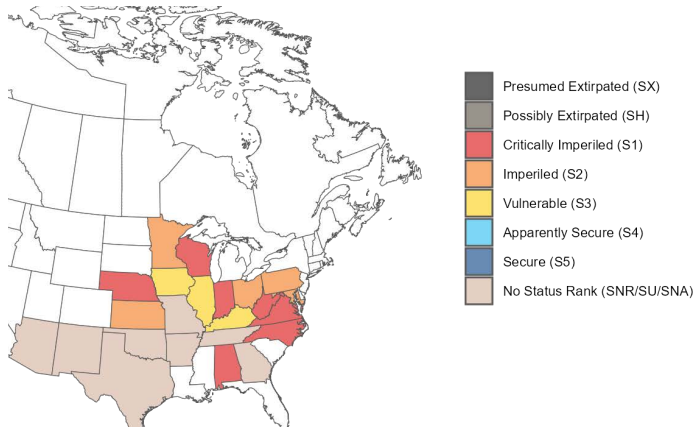 Presumed Extirpated (SX)
Possibly Extirpated (SH)
Critically Imperiled (S1)
Imperiled (S2)
Vulnerable (S3)
Apparently Secure (S4)
Secure (S5)
No Status Rank (SNR/SU/SNA)